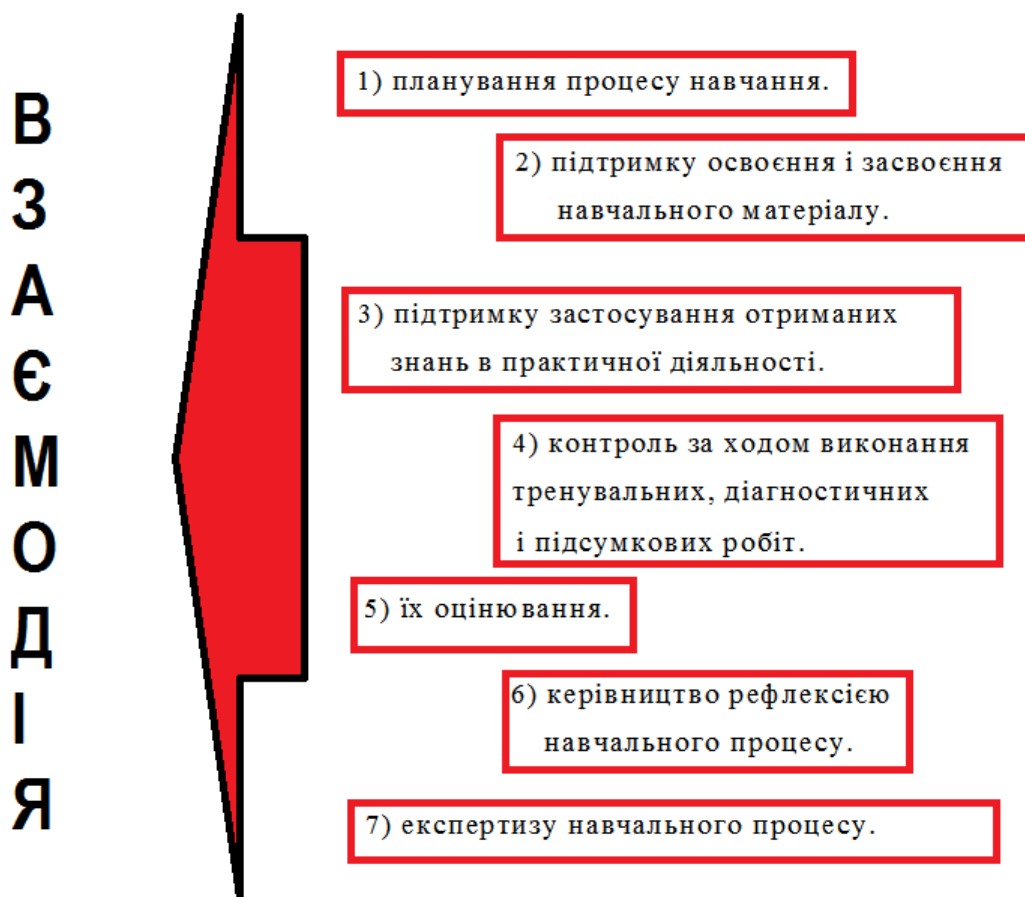 ВЗАЄМОДІЯ
1) планування процесу навчання.
2) підтримку освоєння і засвоєння
навчального матеріалу.
3) підтримку застосування отриманих
знань в практичної діяльності.
4) контроль за ходом виконання
тренувальних, діагностичних
і підсумкових робіт.
5) їх оцінювання.
6) керівництво рефлексією
навчального процесу.
7) експертизу навчального процесу.